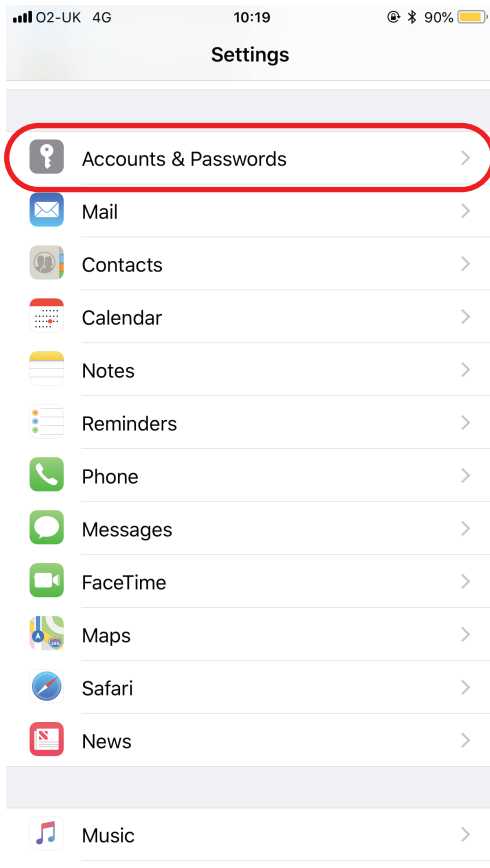 O2-UK 4G 10:19 90%
Settings
Accounts & Passwords
Mail
Contacts
Calendar
Notes
Reminders
Phone
Messages
FaceTime
Maps
Safari
News
Music